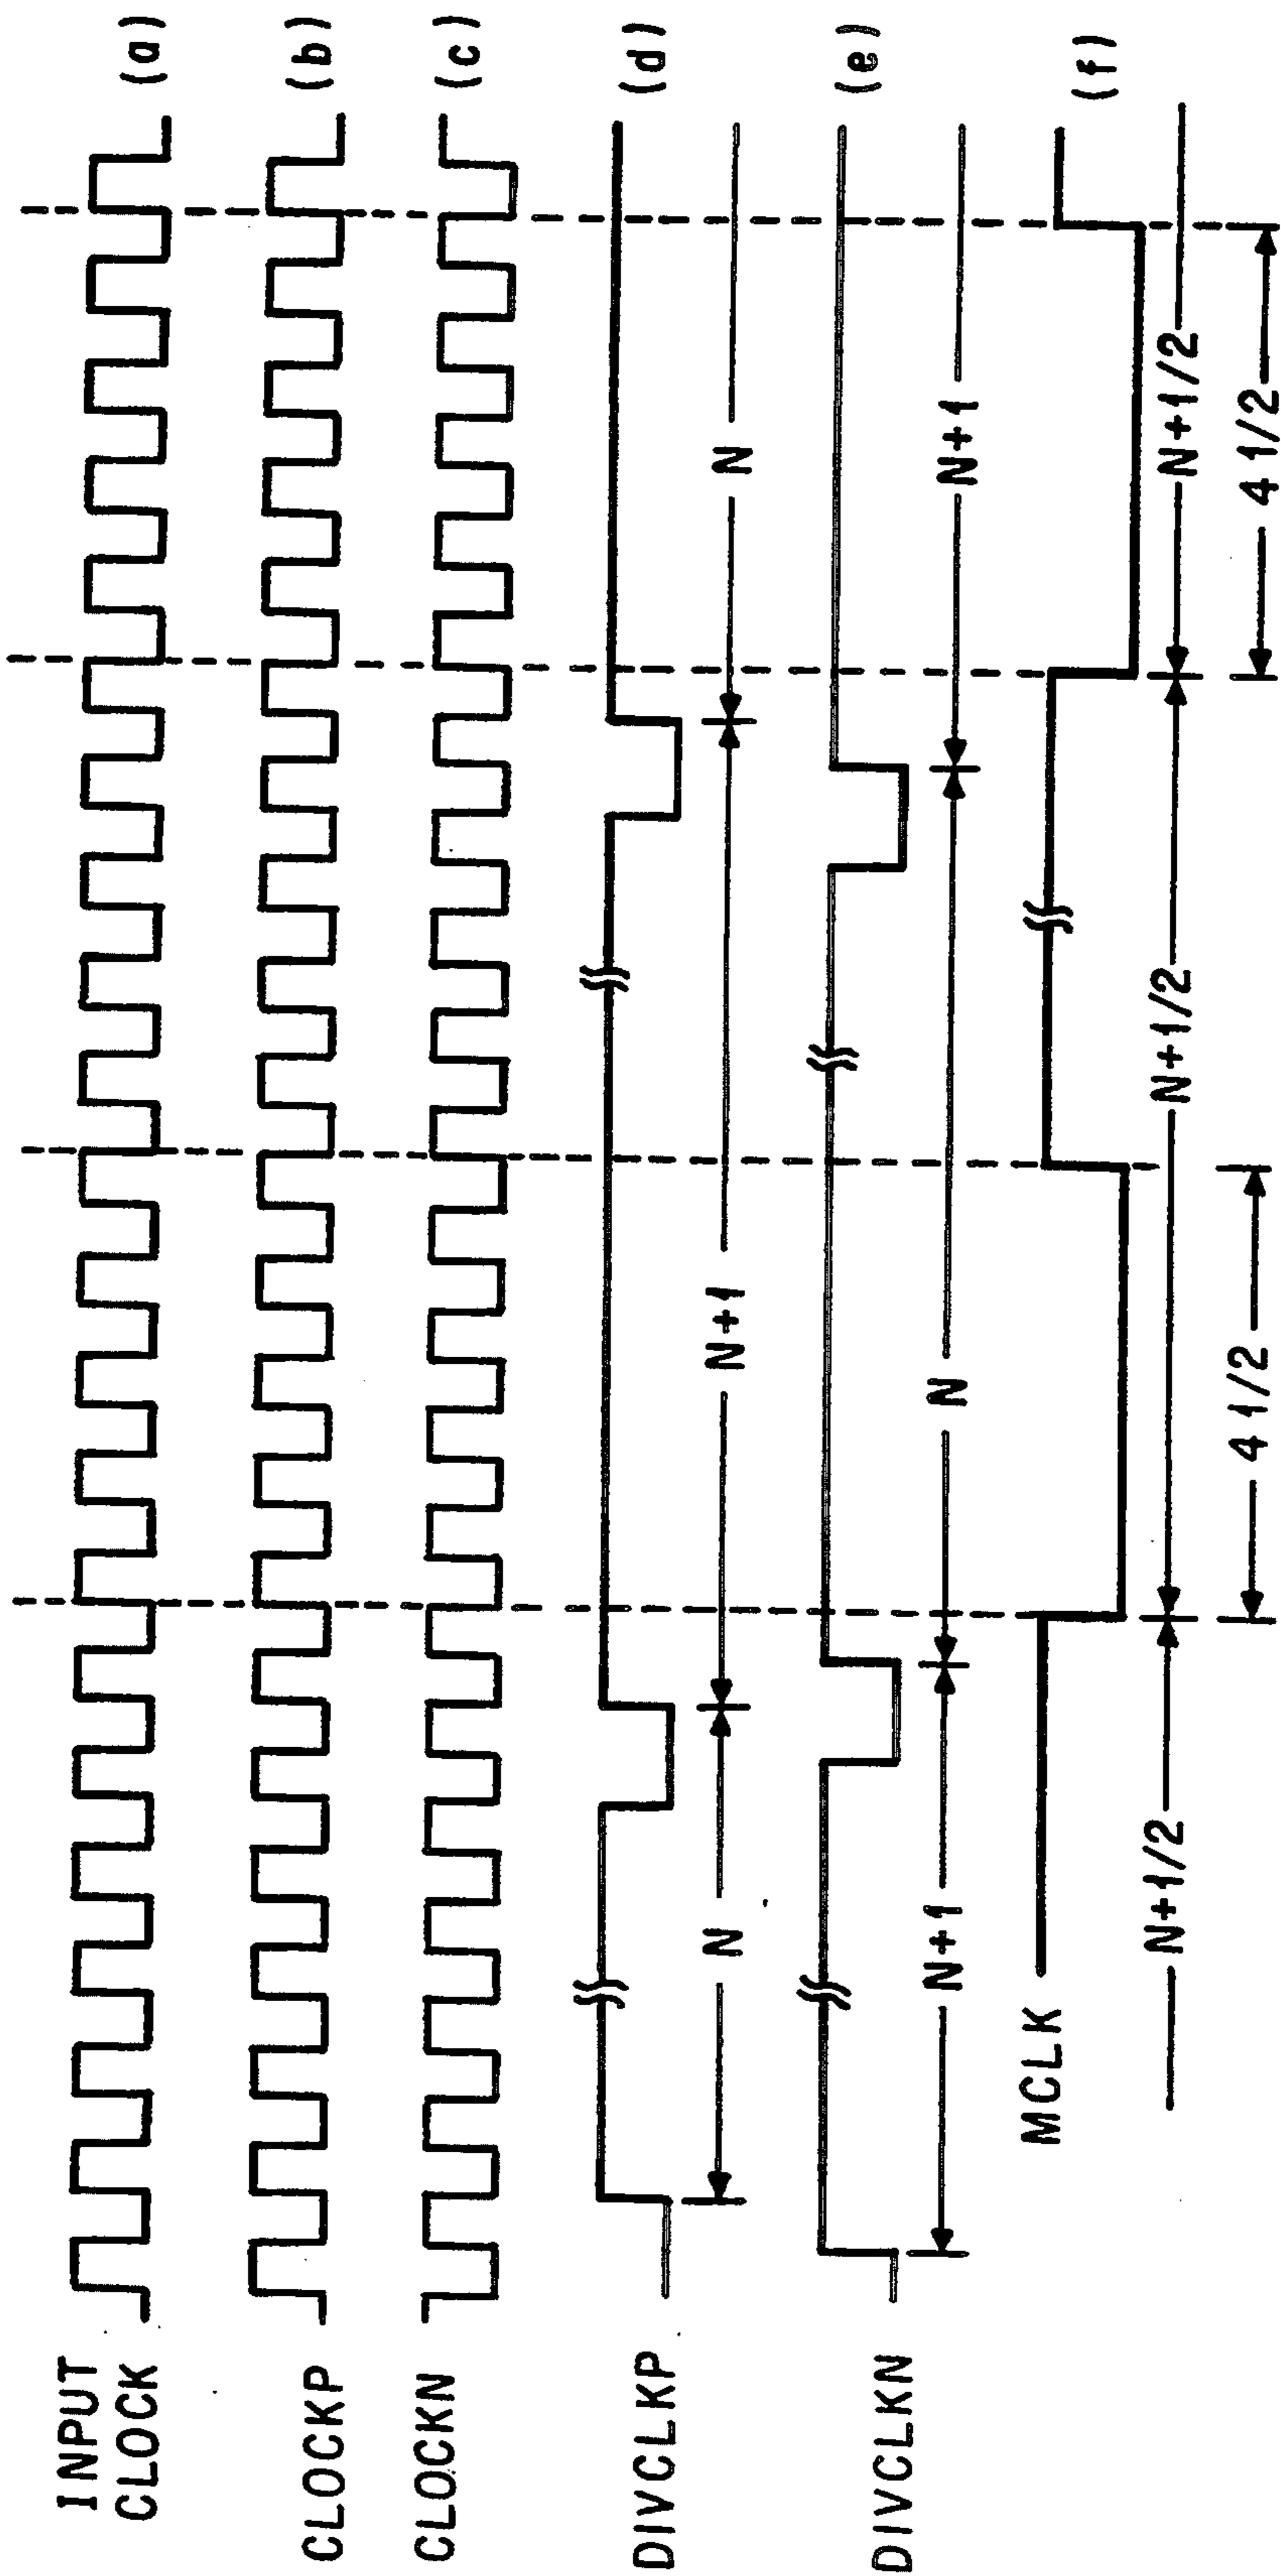 INPUT
CLOCK
(a)
CLOCKP
(b)
CLOCKN
(c)
DIVCLKP
(d)
N
N+1
N
DIVCLKN
(e)
N+1
N
N+1
MCLK
(f)
N+1/2
N+1/2
N+1/2
4 1/2
4 1/2